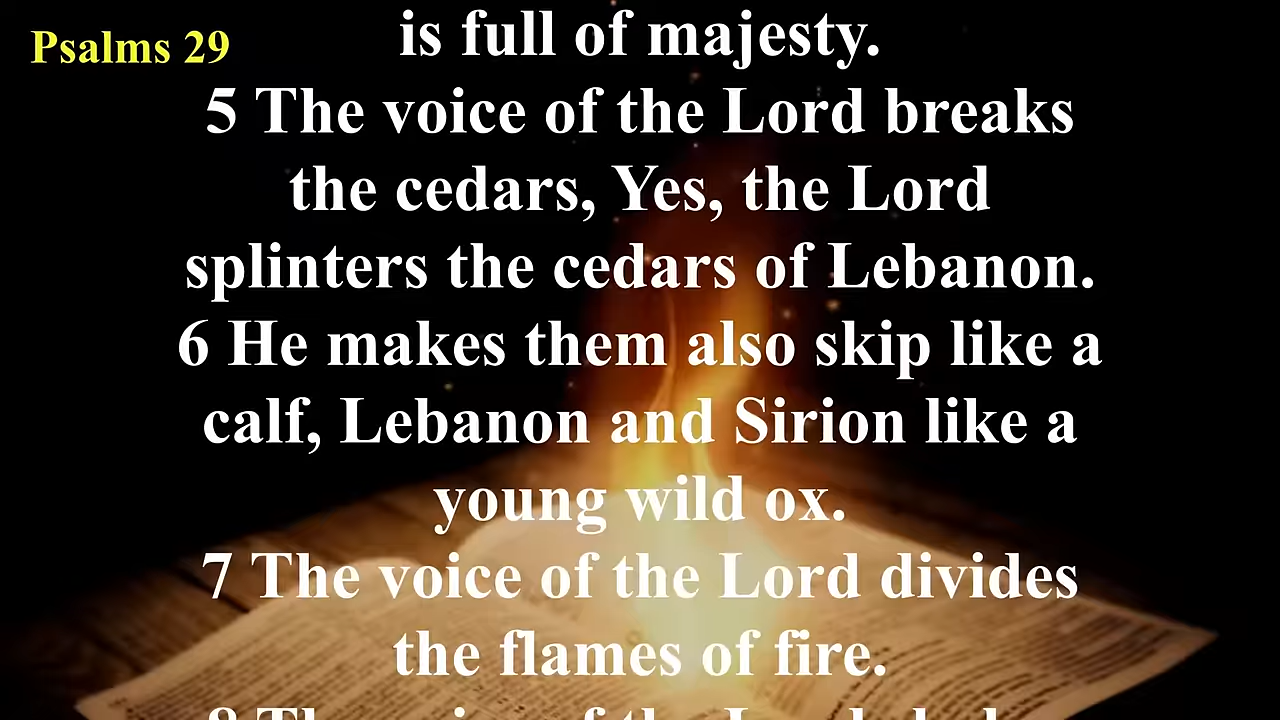 Psalms 29
is full of majesty.
5 The voice of the Lord breaks
the cedars, Yes, the Lord
splinters the cedars of Lebanon.
6 He makes them also skip like a
calf, Lebanon and Sirion like a
young wild ox.
7 The voice of the Lord divides
the flames of fire.